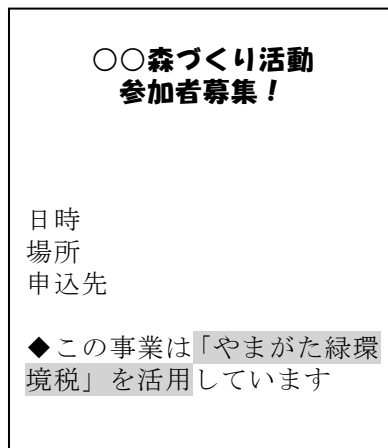 ○○森づくり活動
参加者募集！
日時
場所
申込先
◆この事業は「やまがた緑環
境税」を活用しています